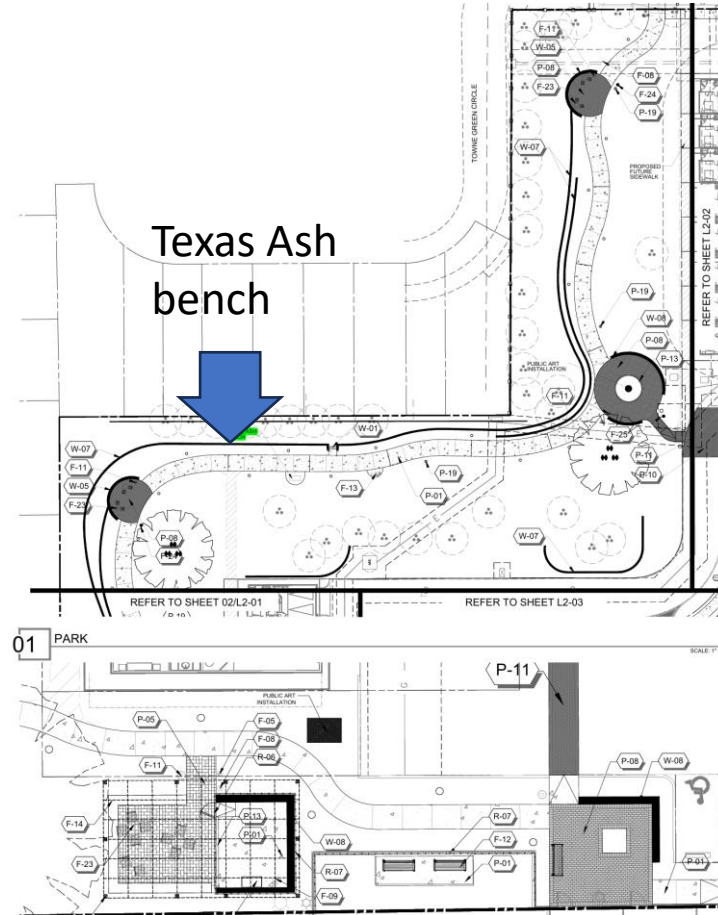 F-11
W-05
P-08
F-23
F-08
F-24
P-19
TOWNE GREEN CIRCLE
W-07
PROPOSED
FUTURE
SIDEWALK
REFER TO SHEET L2-02
Texas Ash
bench
P-19
W-08
P-08
P-13
PUBLIC ART
INSTALLATION
F-11
W-01
W-07
F-11
W-05
F-23
F-25
P-11
P-10
P-19
F-13
P-01
P-08
W-07
REFER TO SHEET 02/L2-01
REFER TO SHEET L2-03
P-19
01
PARK
SCALE: 1"
PUBLIC ART
INSTALLATION
P-11
P-05
F-05
F-08
R-06
F-11
G
P-08
W-08
F-14
P-13
P-01
W-08
R-07
F-12
F-23
R-07
P-01
P-01
F-09